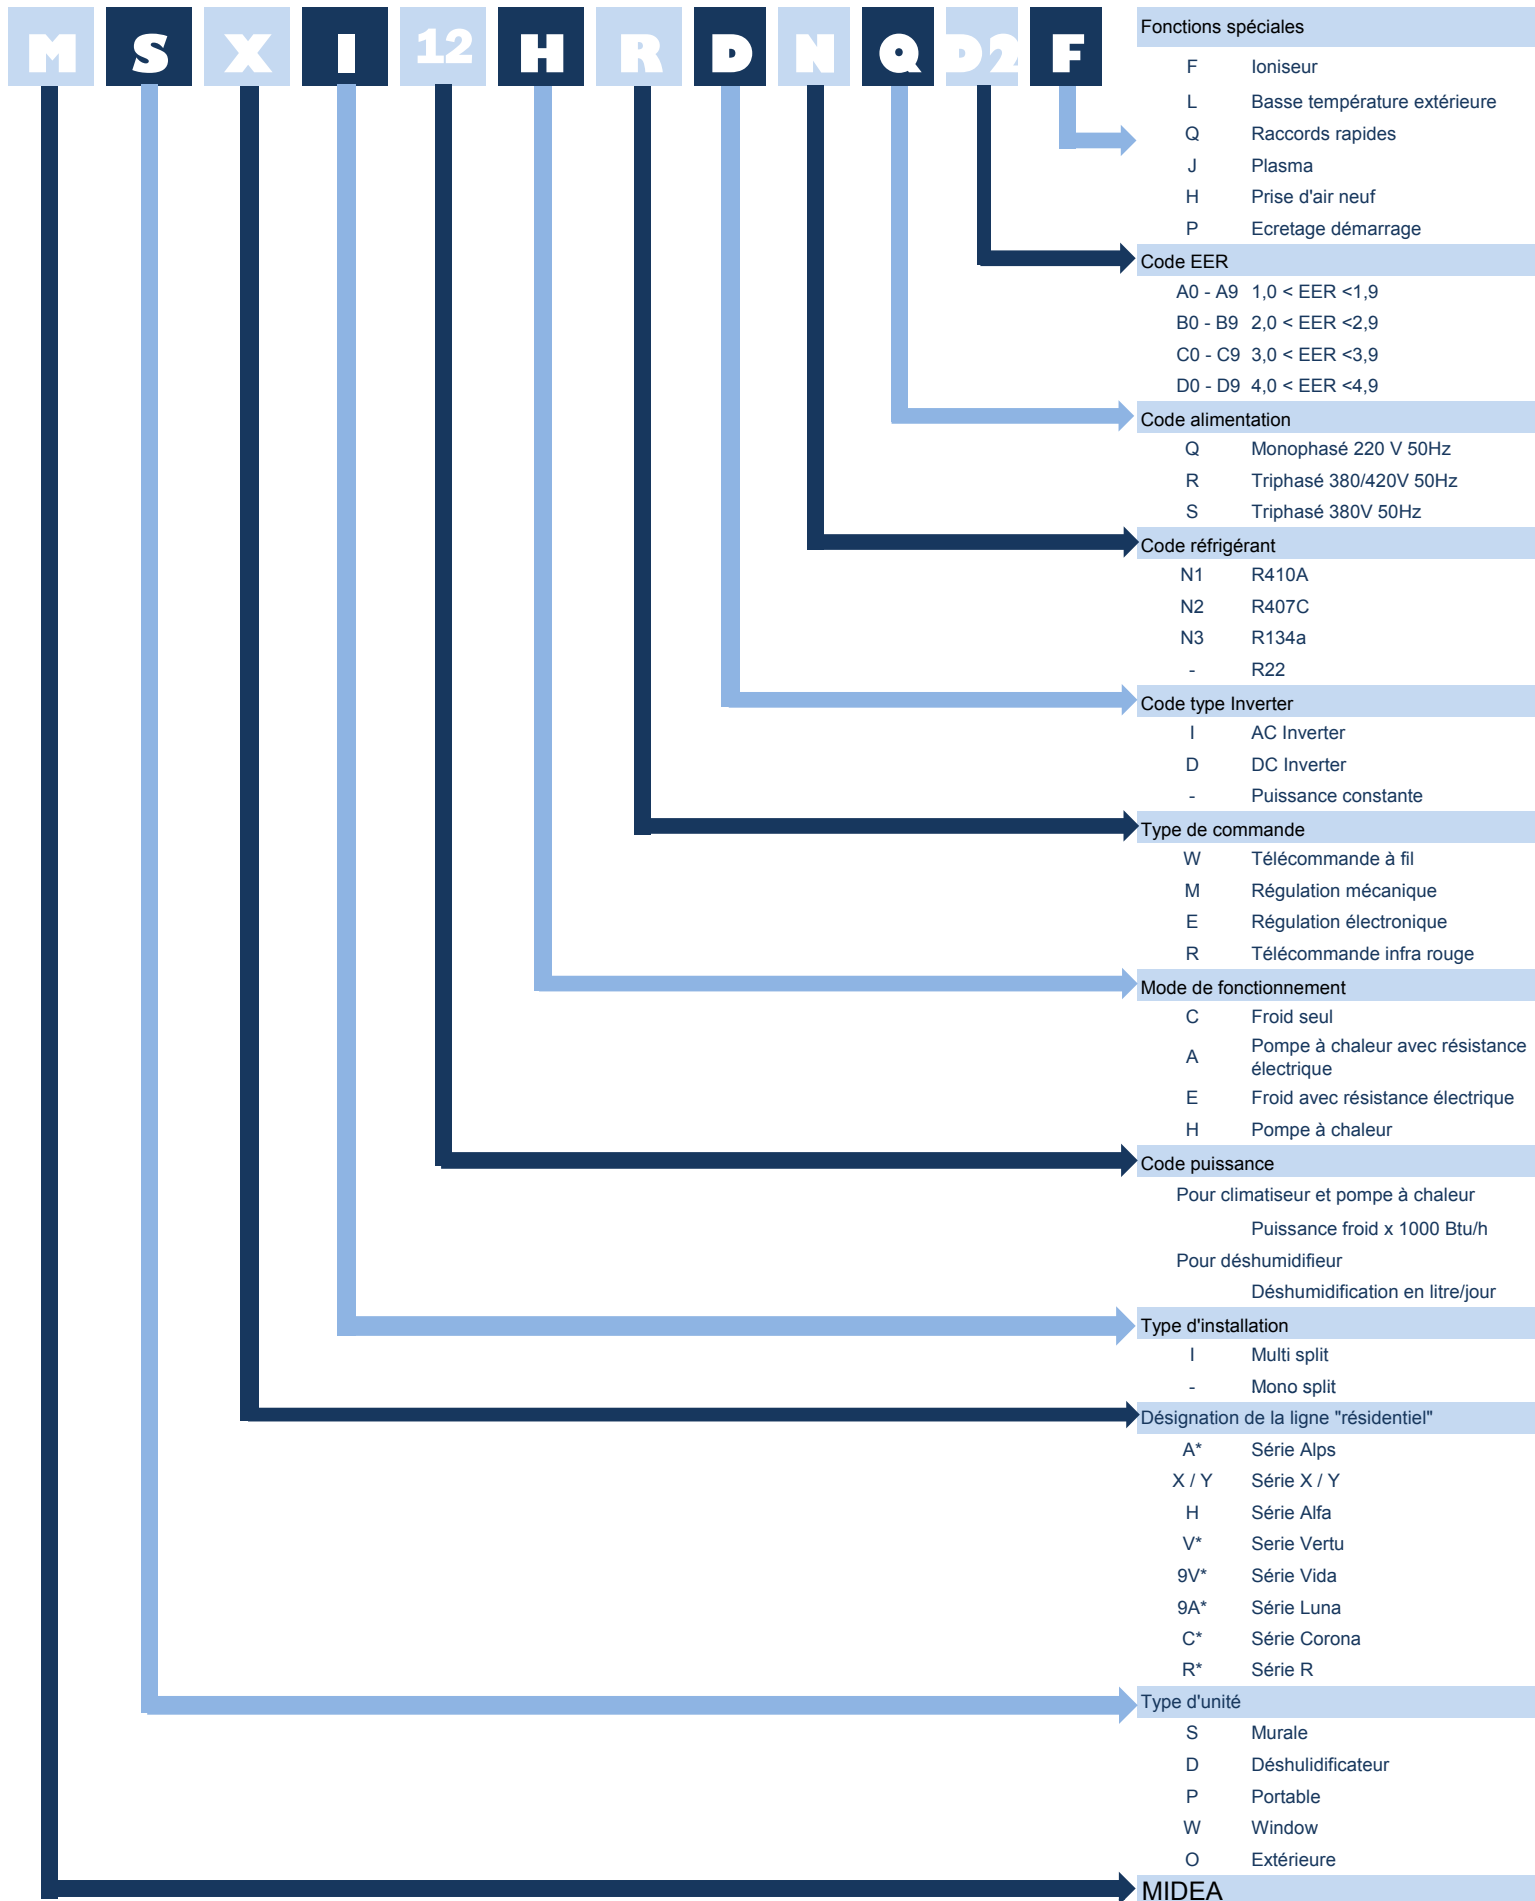 M S X I 12 H R D N Q D2 F
Fonctions spéciales
F Ioniseur
L Basse température extérieure
Q Raccords rapides
J Plasma
H Prise d'air neuf
P Ecretage démarrage
Code EER
A0 - A9 1,0 < EER <1,9
B0 - B9 2,0 < EER <2,9
C0 - C9 3,0 < EER <3,9
D0 - D9 4,0 < EER <4,9
Code alimentation
Q Monophasé 220 V 50Hz
R Triphasé 380/420V 50Hz
S Triphasé 380V 50Hz
Code réfrigérant
N1 R410A
N2 R407C
N3 R134a
- R22
Code type Inverter
I AC Inverter
D DC Inverter
- Puissance constante
Type de commande
W Télécommande à fil
M Régulation mécanique
E Régulation électronique
R Télécommande infra rouge
Mode de fonctionnement
C Froid seul
A Pompe à chaleur avec résistance
électrique
E Froid avec résistance électrique
H Pompe à chaleur
Code puissance
Pour climatiseur et pompe à chaleur
Puissance froid x 1000 Btu/h
Pour déshumidifieur
Déshumidification en litre/jour
Type d'installation
I Multi split
- Mono split
Désignation de la ligne "résidentiel"
A* Série Alps
X / Y Série X / Y
H Série Alfa
V* Serie Vertu
9V* Série Vida
9A* Série Luna
C* Série Corona
R* Série R
Type d'unité
S Murale
D Déshulidificateur
P Portable
W Window
O Extérieure
MIDEA